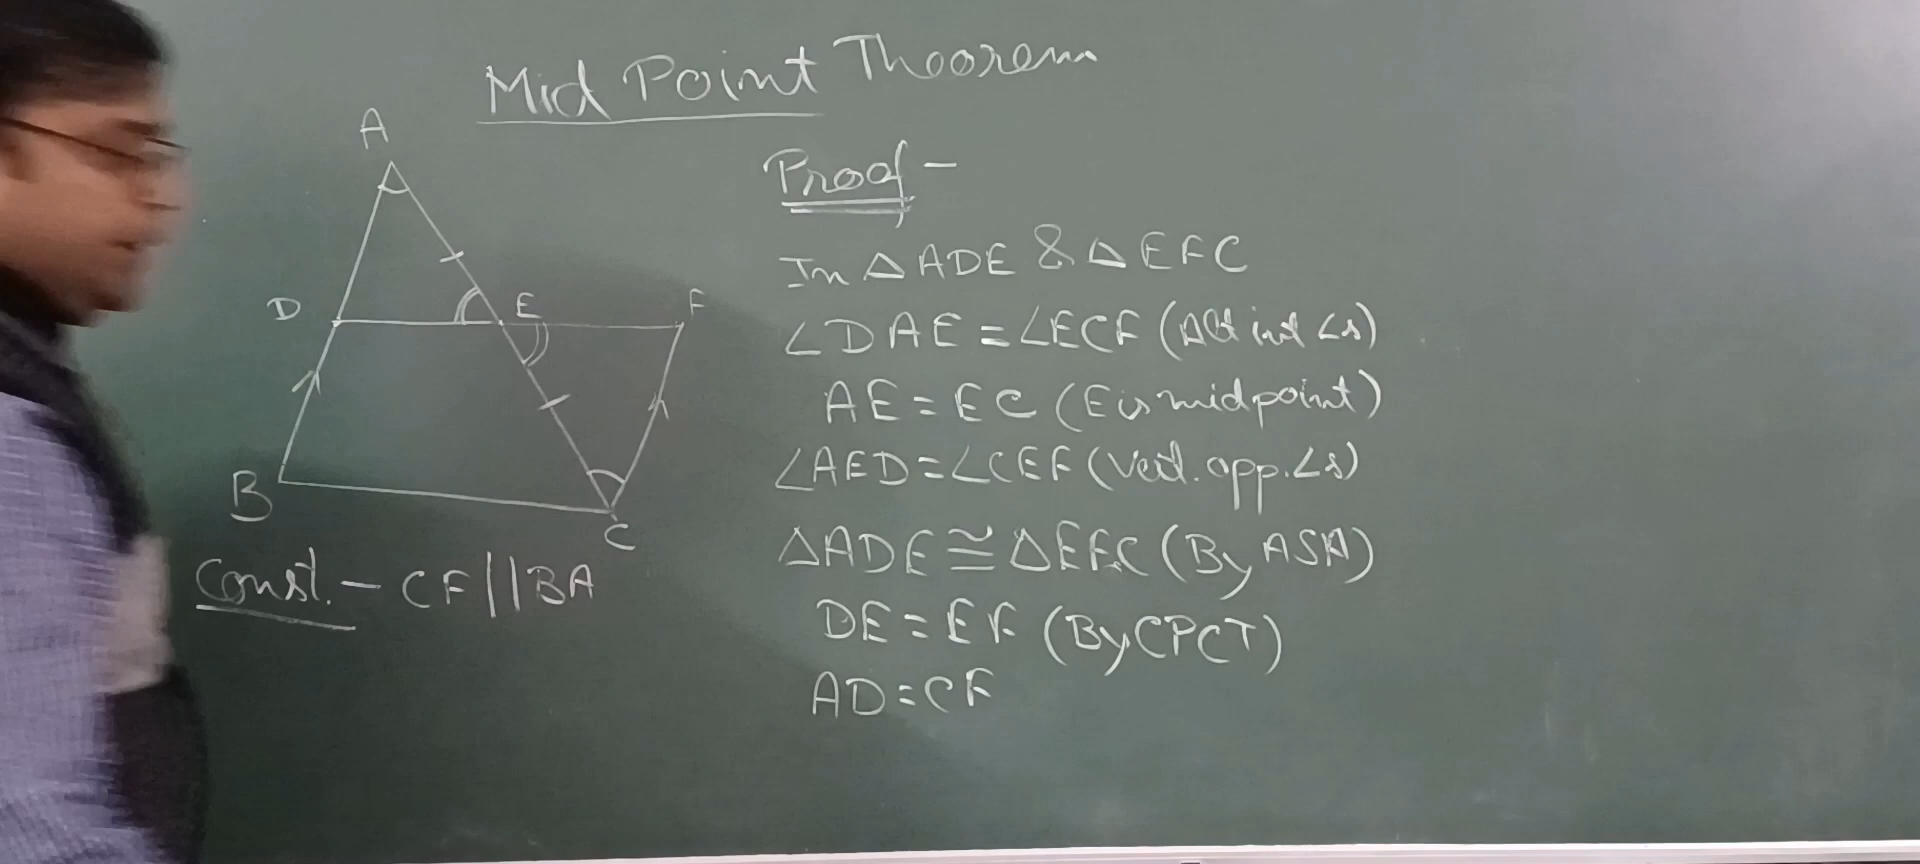 Mid Point Theorem
A
D
E
F
B
C
Const. - CF || BA
Proof -
In △ ADE & △ EFC
∠DAE = ∠ECF (Alt int ∠s)
AE = EC (E is midpoint)
∠AED = ∠CEF (Vert. opp. ∠s)
△ADE ≅ △EFC (By ASA)
DE = EF (By CPCT)
AD = CF